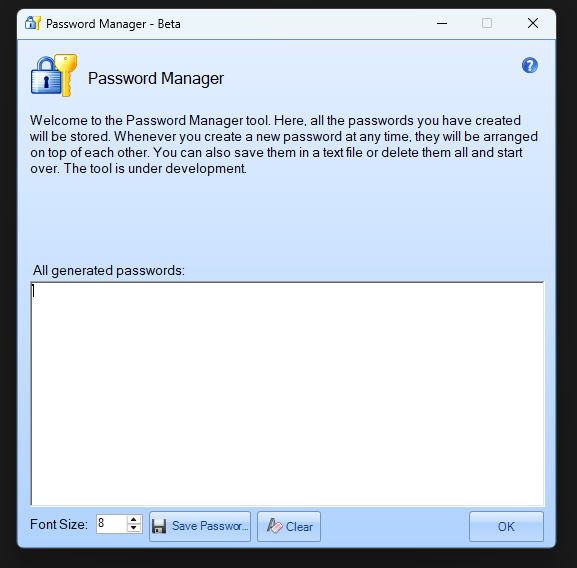 Password Manager - Beta
Password Manager
?
Welcome to the Password Manager tool. Here, all the passwords you have created
will be stored. Whenever you create a new password at any time, they will be arranged
on top of each other. You can also save them in a text file or delete them all and start
over. The tool is under development.
All generated passwords:
Font Size: 8 Save Passwor... Clear OK